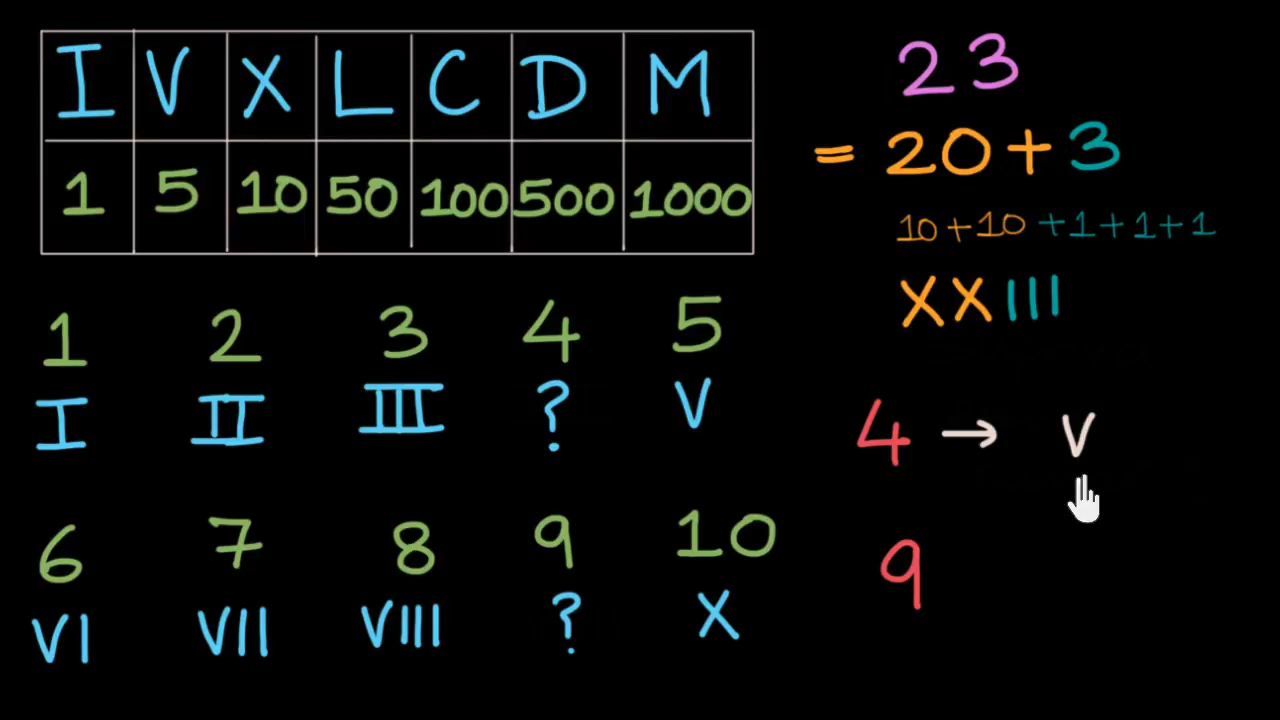 I V X L C D M
1 5 10 50 100 500 1000
1 2 3 4 5
I II III ? V
6 7 8 9 10
VI VII VIII ? X
23
= 20 + 3
10 + 10 + 1 + 1 + 1
XXIII
4 → V
9